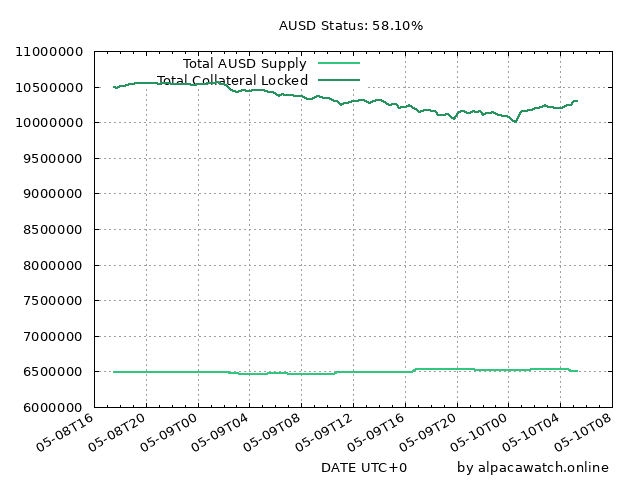 AUSD Status: 58.10%
11000000
Total AUSD Supply
10500000
Total Collateral Locked
10000000
9500000
9000000
8500000
8000000
7500000
7000000
6500000
6000000
05-08T16 05-08T20 05-09T00 05-09T04 05-09T08 05-09T12 05-09T16 05-09T20 05-10T00 05-10T04 05-10T08
DATE UTC+0 by alpacawatch.online